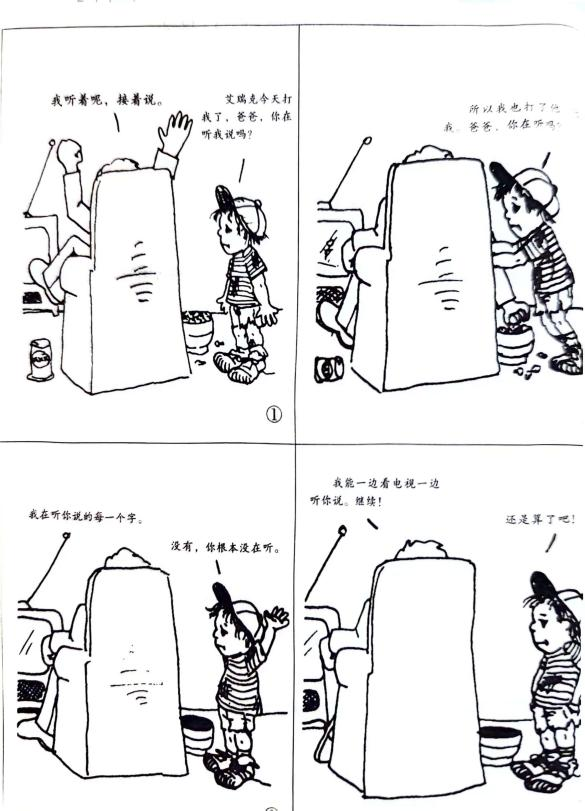 我听着呢，接着说。
艾瑞克今天打
我了，爸爸，你在
听我说吗？
①
所以我也打了他
我。爸爸，你在听吗？
我在听你说的每一个字。
没有，你根本没在听。
我能一边看电视一边
听你说。继续！
还是算了吧！